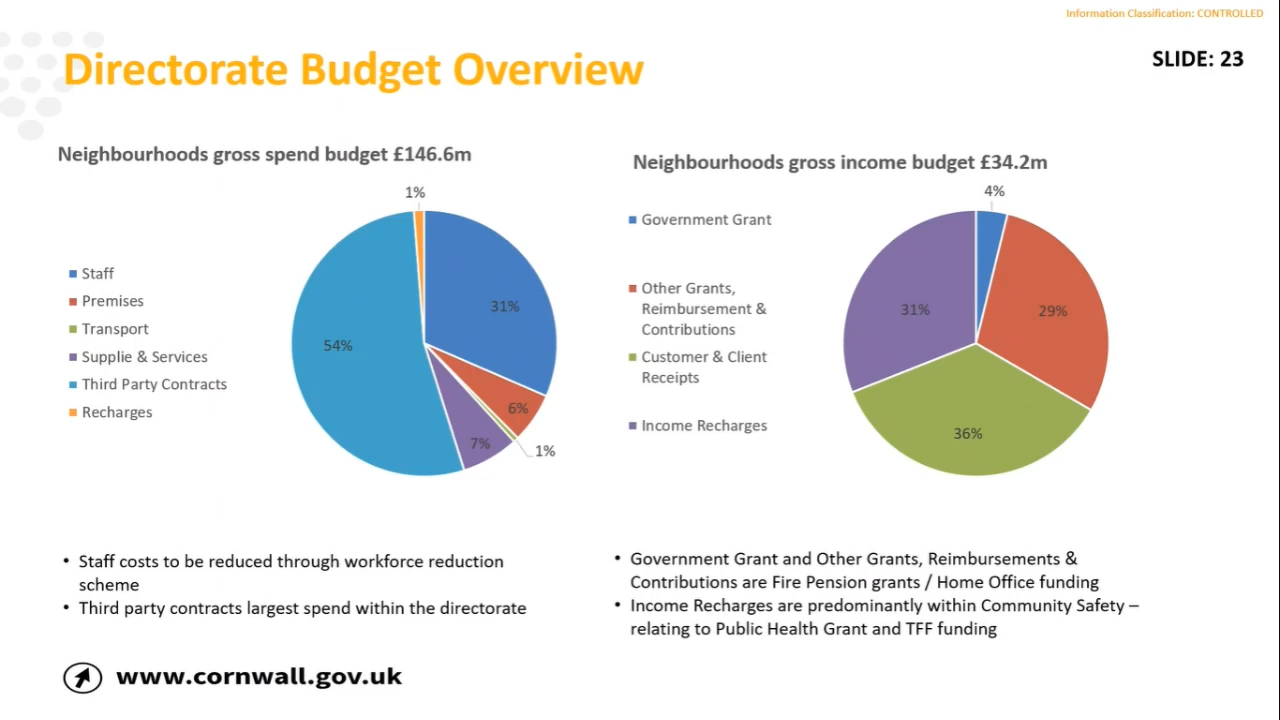 Information Classification: CONTROLLED
Directorate Budget Overview
SLIDE: 23
Neighbourhoods gross spend budget £146.6m
1%
Staff
Premises
Transport
Supplie & Services
Third Party Contracts
Recharges
31%
54%
6%
7%
1%
Neighbourhoods gross income budget £34.2m
4%
Government Grant
Other Grants,
Reimbursement &
Contributions
Customer & Client
Receipts
Income Recharges
31%
29%
36%
• Staff costs to be reduced through workforce reduction
scheme
• Third party contracts largest spend within the directorate
• Government Grant and Other Grants, Reimbursements &
Contributions are Fire Pension grants / Home Office funding
• Income Recharges are predominantly within Community Safety –
relating to Public Health Grant and TFF funding
www.cornwall.gov.uk